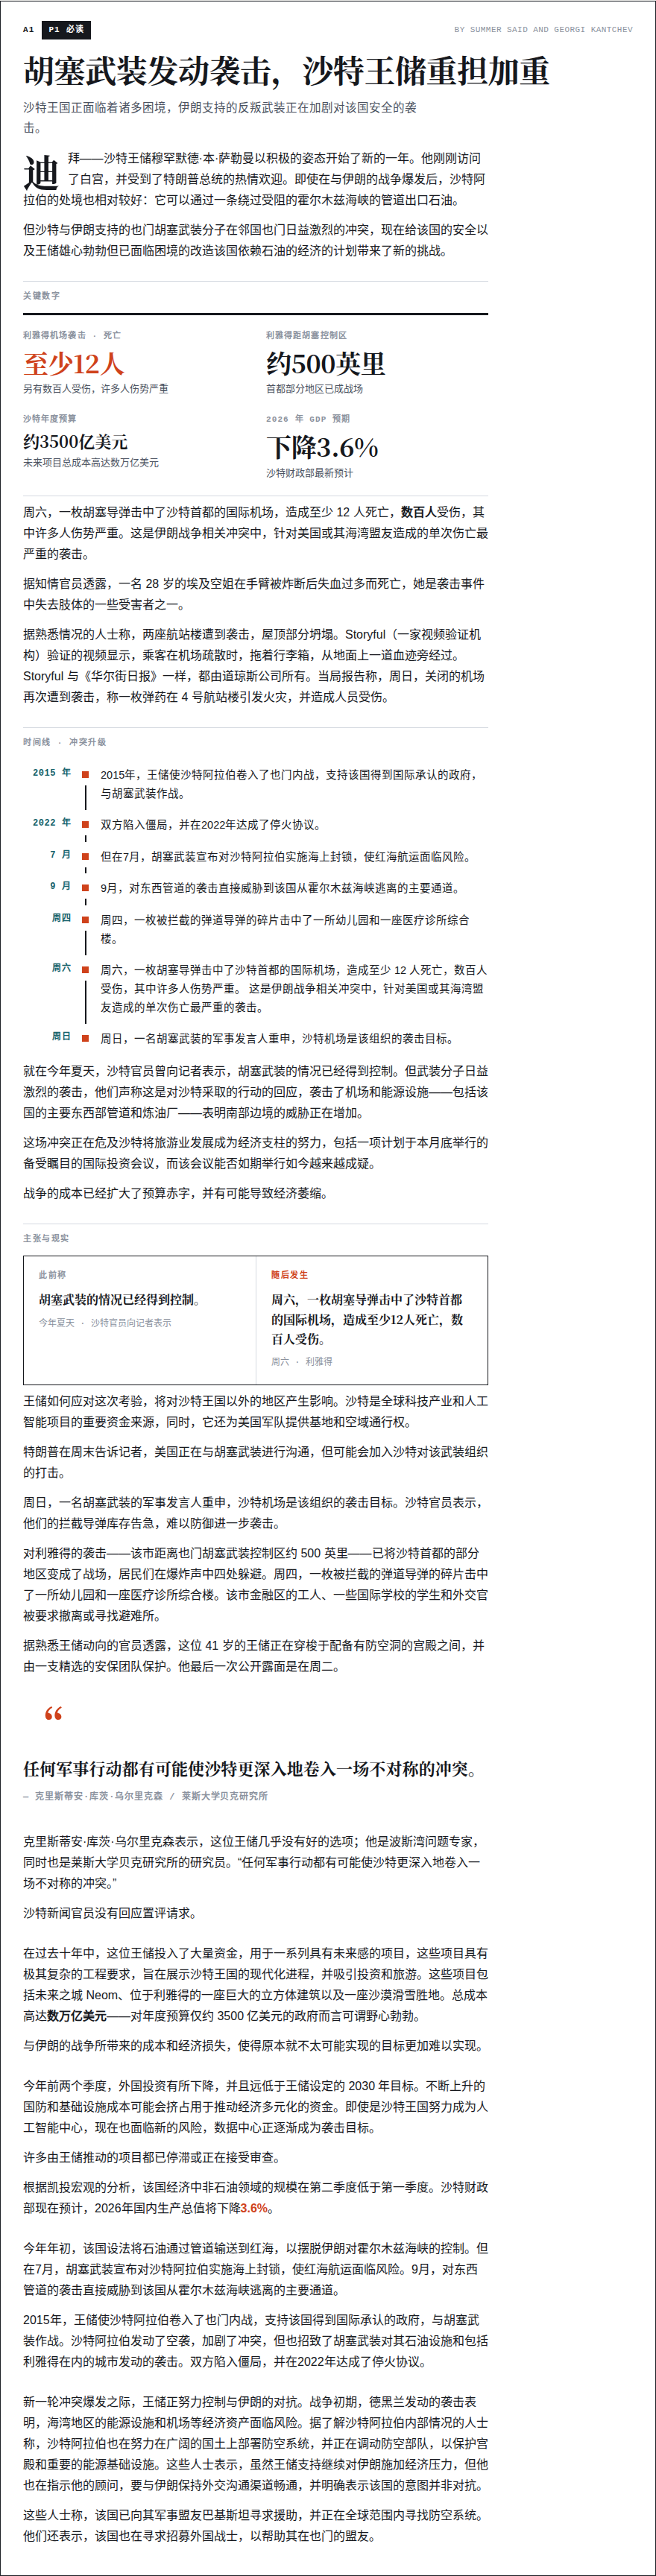 A1 P1 必读
BY SUMMER SAID AND GEORGI KANTCHEV
胡塞武装发动袭击，沙特王储重担加重
沙特王国正面临着诸多困境，伊朗支持的反叛武装正在加剧对该国安全的袭
击。
迪拜——沙特王储穆罕默德·本·萨勒曼以积极的姿态开始了新的一年。他刚刚访问
了白宫，并受到了特朗普总统的热情欢迎。即使在与伊朗的战争爆发后，沙特阿
拉伯的处境也相对较好：它可以通过一条绕过受阻的霍尔木兹海峡的管道出口石油。
但沙特与伊朗支持的也门胡塞武装分子在邻国也门日益激烈的冲突，现在给该国的安全以
及王储雄心勃勃但已面临困境的改造该国依赖石油的经济的计划带来了新的挑战。
关键数字
利雅得机场袭击 · 死亡
至少12人
另有数百人受伤，许多人伤势严重
利雅得距胡塞控制区
约500英里
首都部分地区已成战场
沙特年度预算
约3500亿美元
未来项目总成本高达数万亿美元
2026 年 GDP 预期
下降3.6%
沙特财政部最新预计
周六，一枚胡塞导弹击中了沙特首都的国际机场，造成至少 12 人死亡，数百人受伤，其
中许多人伤势严重。这是伊朗战争相关冲突中，针对美国或其海湾盟友造成的单次伤亡最
严重的袭击。
据知情官员透露，一名 28 岁的埃及空姐在手臂被炸断后失血过多而死亡，她是袭击事件
中失去肢体的一些受害者之一。
据熟悉情况的人士称，两座航站楼遭到袭击，屋顶部分坍塌。Storyful（一家视频验证机
构）验证的视频显示，乘客在机场疏散时，拖着行李箱，从地面上一道血迹旁经过。
Storyful 与《华尔街日报》一样，都由道琼斯公司所有。当局报告称，周日，关闭的机场
再次遭到袭击，称一枚弹药在 4 号航站楼引发火灾，并造成人员受伤。
时间线 · 冲突升级
2015 年
2015年，王储使沙特阿拉伯卷入了也门内战，支持该国得到国际承认的政府，
与胡塞武装作战。
2022 年
双方陷入僵局，并在2022年达成了停火协议。
7 月
但在7月，胡塞武装宣布对沙特阿拉伯实施海上封锁，使红海航运面临风险。
9 月
9月，对东西管道的袭击直接威胁到该国从霍尔木兹海峡逃离的主要通道。
周四
周四，一枚被拦截的弹道导弹的碎片击中了一所幼儿园和一座医疗诊所综合
楼。
周六
周六，一枚胡塞导弹击中了沙特首都的国际机场，造成至少 12 人死亡，数百人
受伤，其中许多人伤势严重。 这是伊朗战争相关冲突中，针对美国或其海湾盟
友造成的单次伤亡最严重的袭击。
周日
周日，一名胡塞武装的军事发言人重申，沙特机场是该组织的袭击目标。
就在今年夏天，沙特官员曾向记者表示，胡塞武装的情况已经得到控制。但武装分子日益
激烈的袭击，他们声称这是对沙特采取的行动的回应，袭击了机场和能源设施——包括该
国的主要东西部管道和炼油厂——表明南部边境的威胁正在增加。
这场冲突正在危及沙特将旅游业发展成为经济支柱的努力，包括一项计划于本月底举行的
备受瞩目的国际投资会议，而该会议能否如期举行如今越来越成疑。
战争的成本已经扩大了预算赤字，并有可能导致经济萎缩。
主张与现实
此前称
胡塞武装的情况已经得到控制。
今年夏天 · 沙特官员向记者表示
随后发生
周六，一枚胡塞导弹击中了沙特首都
的国际机场，造成至少12人死亡，数
百人受伤。
周六 · 利雅得
王储如何应对这次考验，将对沙特王国以外的地区产生影响。沙特是全球科技产业和人工
智能项目的重要资金来源，同时，它还为美国军队提供基地和空域通行权。
特朗普在周末告诉记者，美国正在与胡塞武装进行沟通，但可能会加入沙特对该武装组织
的打击。
周日，一名胡塞武装的军事发言人重申，沙特机场是该组织的袭击目标。沙特官员表示，
他们的拦截导弹库存告急，难以防御进一步袭击。
对利雅得的袭击——该市距离也门胡塞武装控制区约 500 英里——已将沙特首都的部分
地区变成了战场，居民们在爆炸声中四处躲避。周四，一枚被拦截的弹道导弹的碎片击中
了一所幼儿园和一座医疗诊所综合楼。该市金融区的工人、一些国际学校的学生和外交官
被要求撤离或寻找避难所。
据熟悉王储动向的官员透露，这位 41 岁的王储正在穿梭于配备有防空洞的宫殿之间，并
由一支精选的安保团队保护。他最后一次公开露面是在周二。
“
任何军事行动都有可能使沙特更深入地卷入一场不对称的冲突。
— 克里斯蒂安·库茨·乌尔里克森 / 莱斯大学贝克研究所
克里斯蒂安·库茨·乌尔里克森表示，这位王储几乎没有好的选项；他是波斯湾问题专家，
同时也是莱斯大学贝克研究所的研究员。“任何军事行动都有可能使沙特更深入地卷入一
场不对称的冲突。”
沙特新闻官员没有回应置评请求。
在过去十年中，这位王储投入了大量资金，用于一系列具有未来感的项目，这些项目具有
极其复杂的工程要求，旨在展示沙特王国的现代化进程，并吸引投资和旅游。这些项目包
括未来之城 Neom、位于利雅得的一座巨大的立方体建筑以及一座沙漠滑雪胜地。总成本
高达数万亿美元——对年度预算仅约 3500 亿美元的政府而言可谓野心勃勃。
与伊朗的战争所带来的成本和经济损失，使得原本就不太可能实现的目标更加难以实现。
今年前两个季度，外国投资有所下降，并且远低于王储设定的 2030 年目标。不断上升的
国防和基础设施成本可能会挤占用于推动经济多元化的资金。即使是沙特王国努力成为人
工智能中心，现在也面临新的风险，数据中心正逐渐成为袭击目标。
许多由王储推动的项目都已停滞或正在接受审查。
根据凯投宏观的分析，该国经济中非石油领域的规模在第二季度低于第一季度。沙特财政
部现在预计，2026年国内生产总值将下降3.6%。
今年年初，该国设法将石油通过管道输送到红海，以摆脱伊朗对霍尔木兹海峡的控制。但
在7月，胡塞武装宣布对沙特阿拉伯实施海上封锁，使红海航运面临风险。9月，对东西
管道的袭击直接威胁到该国从霍尔木兹海峡逃离的主要通道。
2015年，王储使沙特阿拉伯卷入了也门内战，支持该国得到国际承认的政府，与胡塞武
装作战。沙特阿拉伯发动了空袭，加剧了冲突，但也招致了胡塞武装对其石油设施和包括
利雅得在内的城市发动的袭击。双方陷入僵局，并在2022年达成了停火协议。
新一轮冲突爆发之际，王储正努力控制与伊朗的对抗。战争初期，德黑兰发动的袭击表
明，海湾地区的能源设施和机场等经济资产面临风险。据了解沙特阿拉伯内部情况的人士
称，沙特阿拉伯也在努力在广阔的国土上部署防空系统，并正在调动防空部队，以保护宫
殿和重要的能源基础设施。这些人士表示，虽然王储支持继续对伊朗施加经济压力，但他
也在指示他的顾问，要与伊朗保持外交沟通渠道畅通，并明确表示该国的意图并非对抗。
这些人士称，该国已向其军事盟友巴基斯坦寻求援助，并正在全球范围内寻找防空系统。
他们还表示，该国也在寻求招募外国战士，以帮助其在也门的盟友。